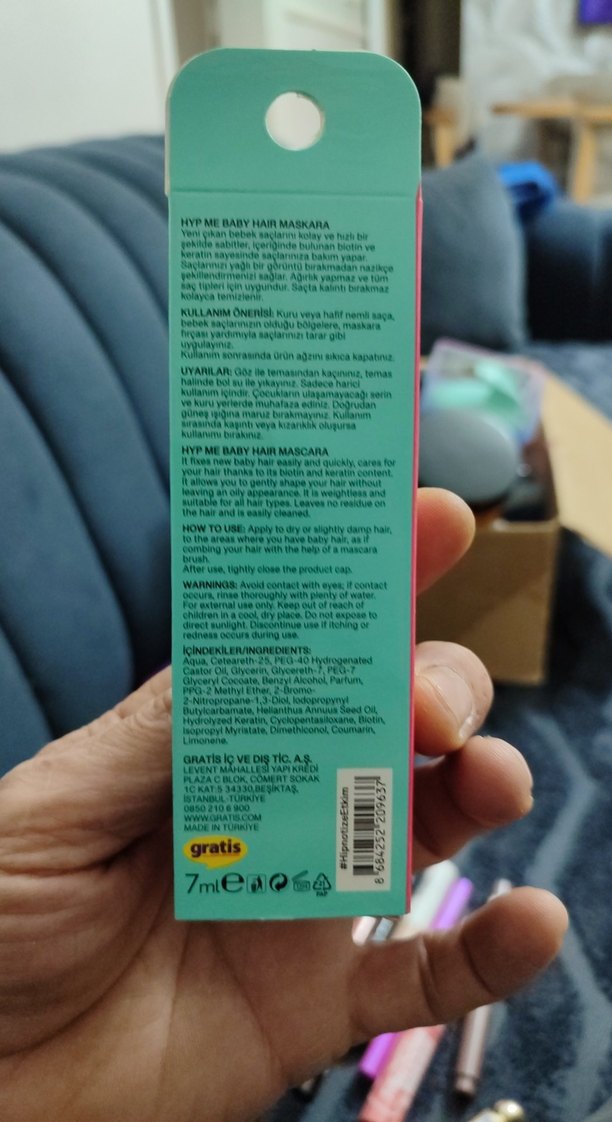 HYP ME BABY HAIR MASKARA
Yeni çıkan bebek saçlarını kolay ve hızlı bir
şekilde sabitler, içeriğinde bulunan biotin ve
keratin sayesinde saçlarınıza bakım yapar.
Saçlarınızı yağlı bir görüntü bırakmadan nazikçe
şekillendirmenizi sağlar. Ağırlık yapmaz ve tüm
saç tipleri için uygundur. Saçta kalıntı bırakmaz
kolayca temizlenir.
KULLANIM ÖNERİSİ: Kuru veya hafif nemli saça,
bebek saçlarınızın olduğu bölgelere, maskara
fırçası yardımıyla saçlarınızı tarar gibi
uygulayınız.
Kullanım sonrasında ürün ağzını sıkıca kapatınız.
UYARILAR: Göz ile temasından kaçınınız, temas
halinde bol su ile yıkayınız. Sadece harici
kullanım içindir. Çocukların ulaşamayacağı serin
ve kuru yerlerde muhafaza ediniz. Doğrudan
güneş ışığına maruz bırakmayınız. Kullanım
sırasında kaşıntı veya kızarıklık oluşursa
kullanımı bırakınız.
HYP ME BABY HAIR MASCARA
It fixes new baby hair easily and quickly, cares for
your hair thanks to its biotin and keratin content.
It allows you to gently shape your hair without
leaving an oily appearance. It is weightless and
suitable for all hair types. Leaves no residue on
the hair and is easily cleaned.
HOW TO USE: Apply to dry or slightly damp hair,
to the areas where you have baby hair, as if
combing your hair with the help of a mascara
brush.
After use, tightly close the product cap.
WARNINGS: Avoid contact with eyes; if contact
occurs, rinse thoroughly with plenty of water.
For external use only. Keep out of reach of
children in a cool, dry place. Do not expose to
direct sunlight. Discontinue use if itching or
redness occurs during use.
İÇİNDEKİLER/INGREDIENTS:
Aqua, Ceteareth-25, PEG-40 Hydrogenated
Castor Oil, Glycerin, Glycereth-7, PEG-7
Glyceryl Cocoate, Benzyl Alcohol, Parfum,
PPG-2 Methyl Ether, 2-Bromo-
2-Nitropropane-1,3-Diol, Iodopropynyl
Butylcarbamate, Helianthus Annuus Seed Oil,
Hydrolyzed Keratin, Cyclopentasiloxane, Biotin,
Isopropyl Myristate, Dimethiconol, Coumarin,
Limonene.
GRATİS İÇ VE DIŞ TİC. A.Ş.
LEVENT MAHALLESİ YAPI KREDİ
PLAZA C BLOK, CÖMERT SOKAK
1C KAT:5 34330,BEŞİKTAŞ,
İSTANBUL-TÜRKİYE
0850 210 6 900
WWW.GRATIS.COM
MADE IN TÜRKİYE
gratis
7ml e
12M
21
PAP
#HipnotizeEtkim
8 684252 209637